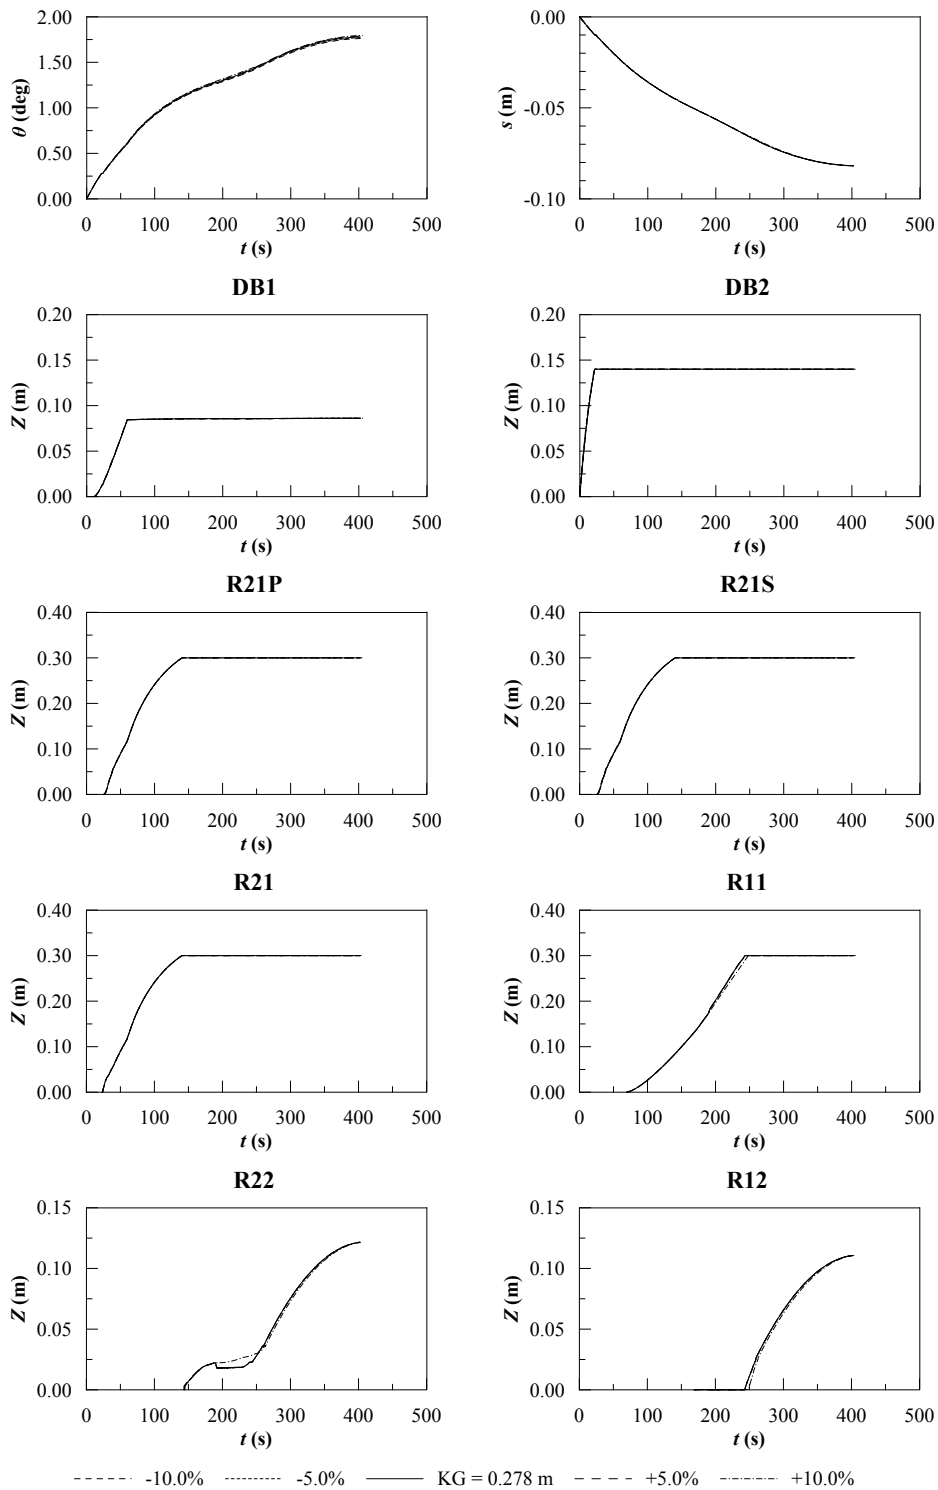 2.00
1.50
1.00
0.50
0.00
θ (deg)
0 100 200 300 400 500
t (s)
0.00
-0.05
-0.10
s (m)
0 100 200 300 400 500
t (s)
DB1
0.20
0.15
0.10
0.05
0.00
Z (m)
0 100 200 300 400 500
t (s)
DB2
0.20
0.15
0.10
0.05
0.00
Z (m)
0 100 200 300 400 500
t (s)
R21P
0.40
0.30
0.20
0.10
0.00
Z (m)
0 100 200 300 400 500
t (s)
R21S
0.40
0.30
0.20
0.10
0.00
Z (m)
0 100 200 300 400 500
t (s)
R21
0.40
0.30
0.20
0.10
0.00
Z (m)
0 100 200 300 400 500
t (s)
R11
0.40
0.30
0.20
0.10
0.00
Z (m)
0 100 200 300 400 500
t (s)
R22
0.15
0.10
0.05
0.00
Z (m)
0 100 200 300 400 500
t (s)
R12
0.15
0.10
0.05
0.00
Z (m)
0 100 200 300 400 500
t (s)
-10.0% -5.0% KG = 0.278 m +5.0% +10.0%